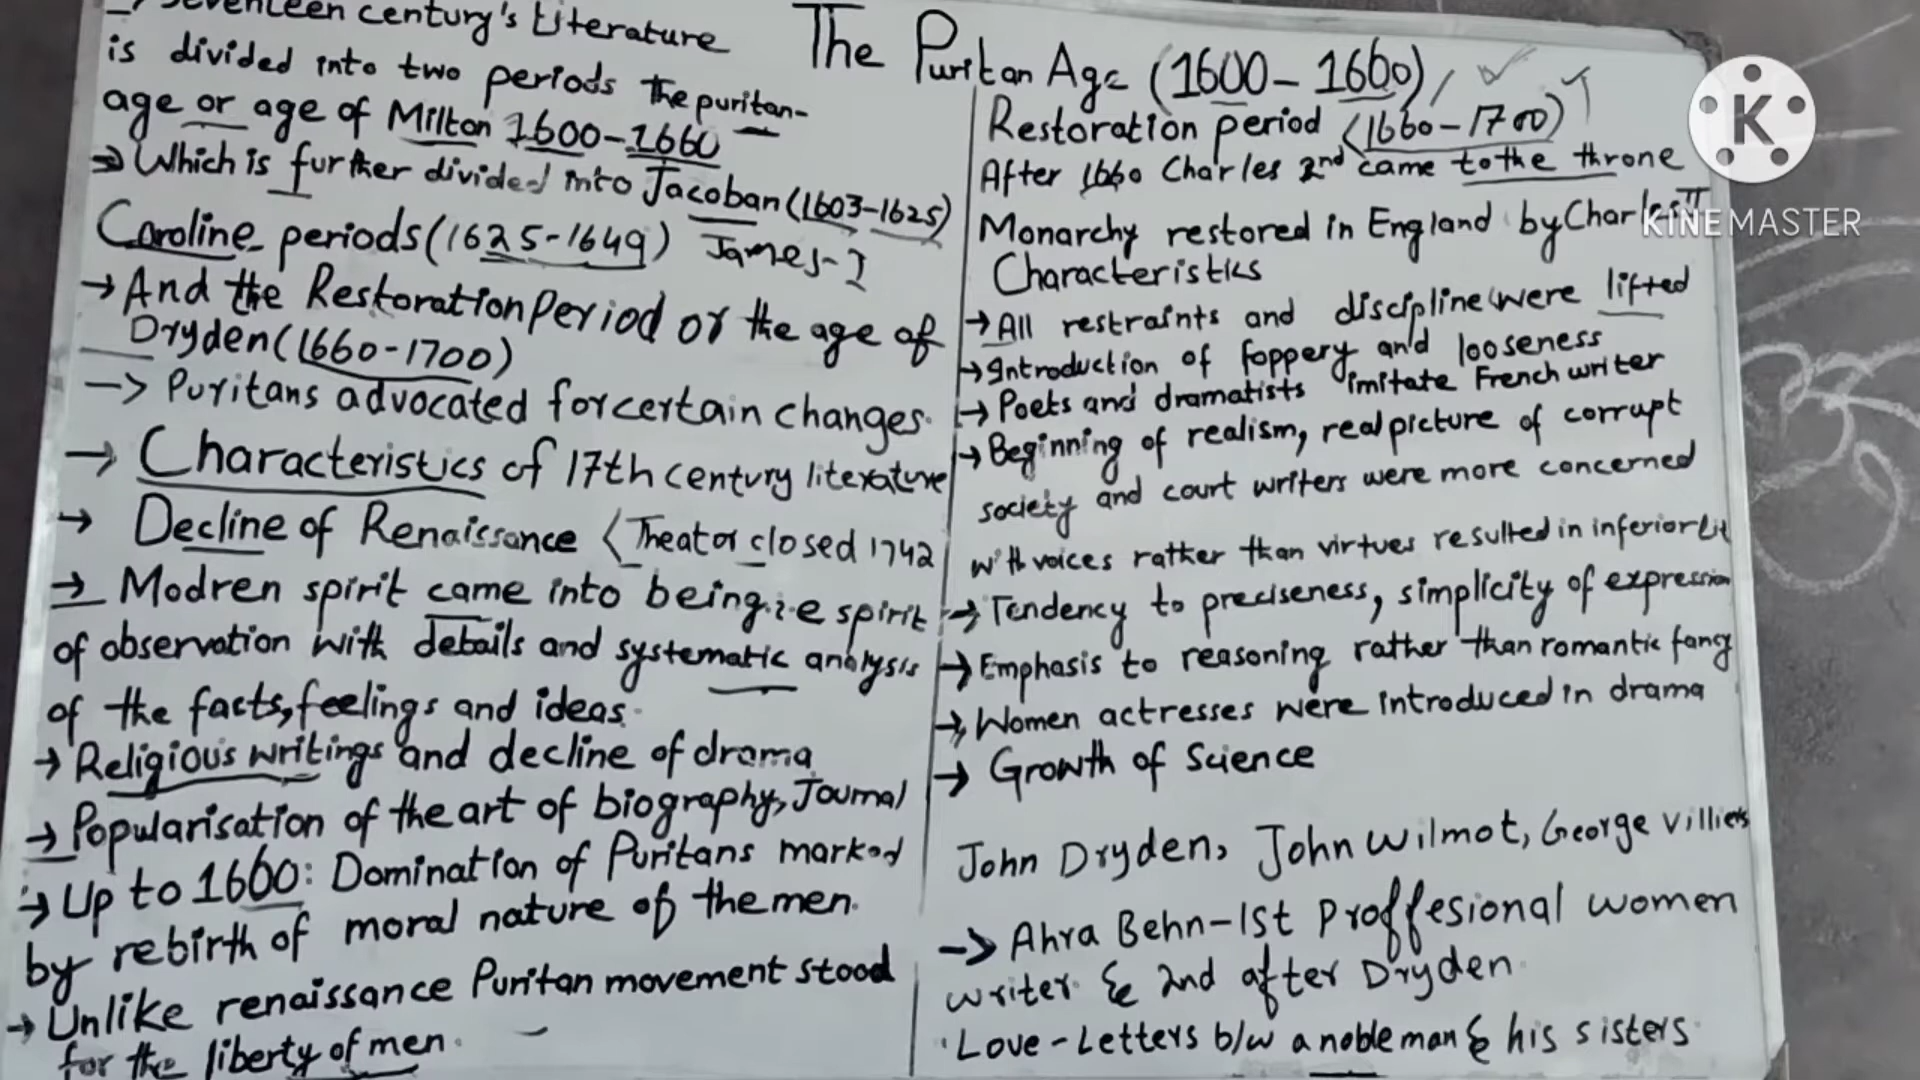 The Puritan Age (1600-1660)
Seventeen century's Literature
is divided into two periods the puritan-
age or age of Milton 1600-1660
Which is further divided into Jacoban (1603-1625)
Caroline periods (1625-1649) James-I
→ And the Restoration Period or the age of
Dryden (1660-1700)
→ Puritans advocated for certain changes.
→ Characteristics of 17th century literature
→ Decline of Renaissance (Theator closed 1742
→ Modren spirit came into being i.e spirit
of observation with details and systematic analysis
of the facts, feelings and ideas.
→ Religious writings and decline of drama
→ Popularisation of the art of biography, Journal
→ Up to 1660: Domination of Puritans marked
by rebirth of moral nature of the men.
→ Unlike renaissance Puritan movement stood
for the liberty of men.
Restoration period (1660-1700)
After 1660 Charles 2nd came to the throne
Monarchy restored in England by Charles II
Characteristics
→ All restraints and discipline were lifted
→ Introduction of foppery and looseness
→ Poets and dramatists imitate French writer
→ Beginning of realism, real picture of corrupt
society and court writers were more concerned
with voices rather than virtues resulted in inferior Lit
→ Tendency to preciseness, simplicity of expression
→ Emphasis to reasoning rather than romantic fancy
→ Women actresses were introduced in drama
→ Growth of Science
John Dryden, John Wilmot, George Villiers
→ Ahra Behn-1st Proffesional women
writer & 2nd after Dryden
Love-Letters b/w a nobleman & his sisters
K
KINEMASTER